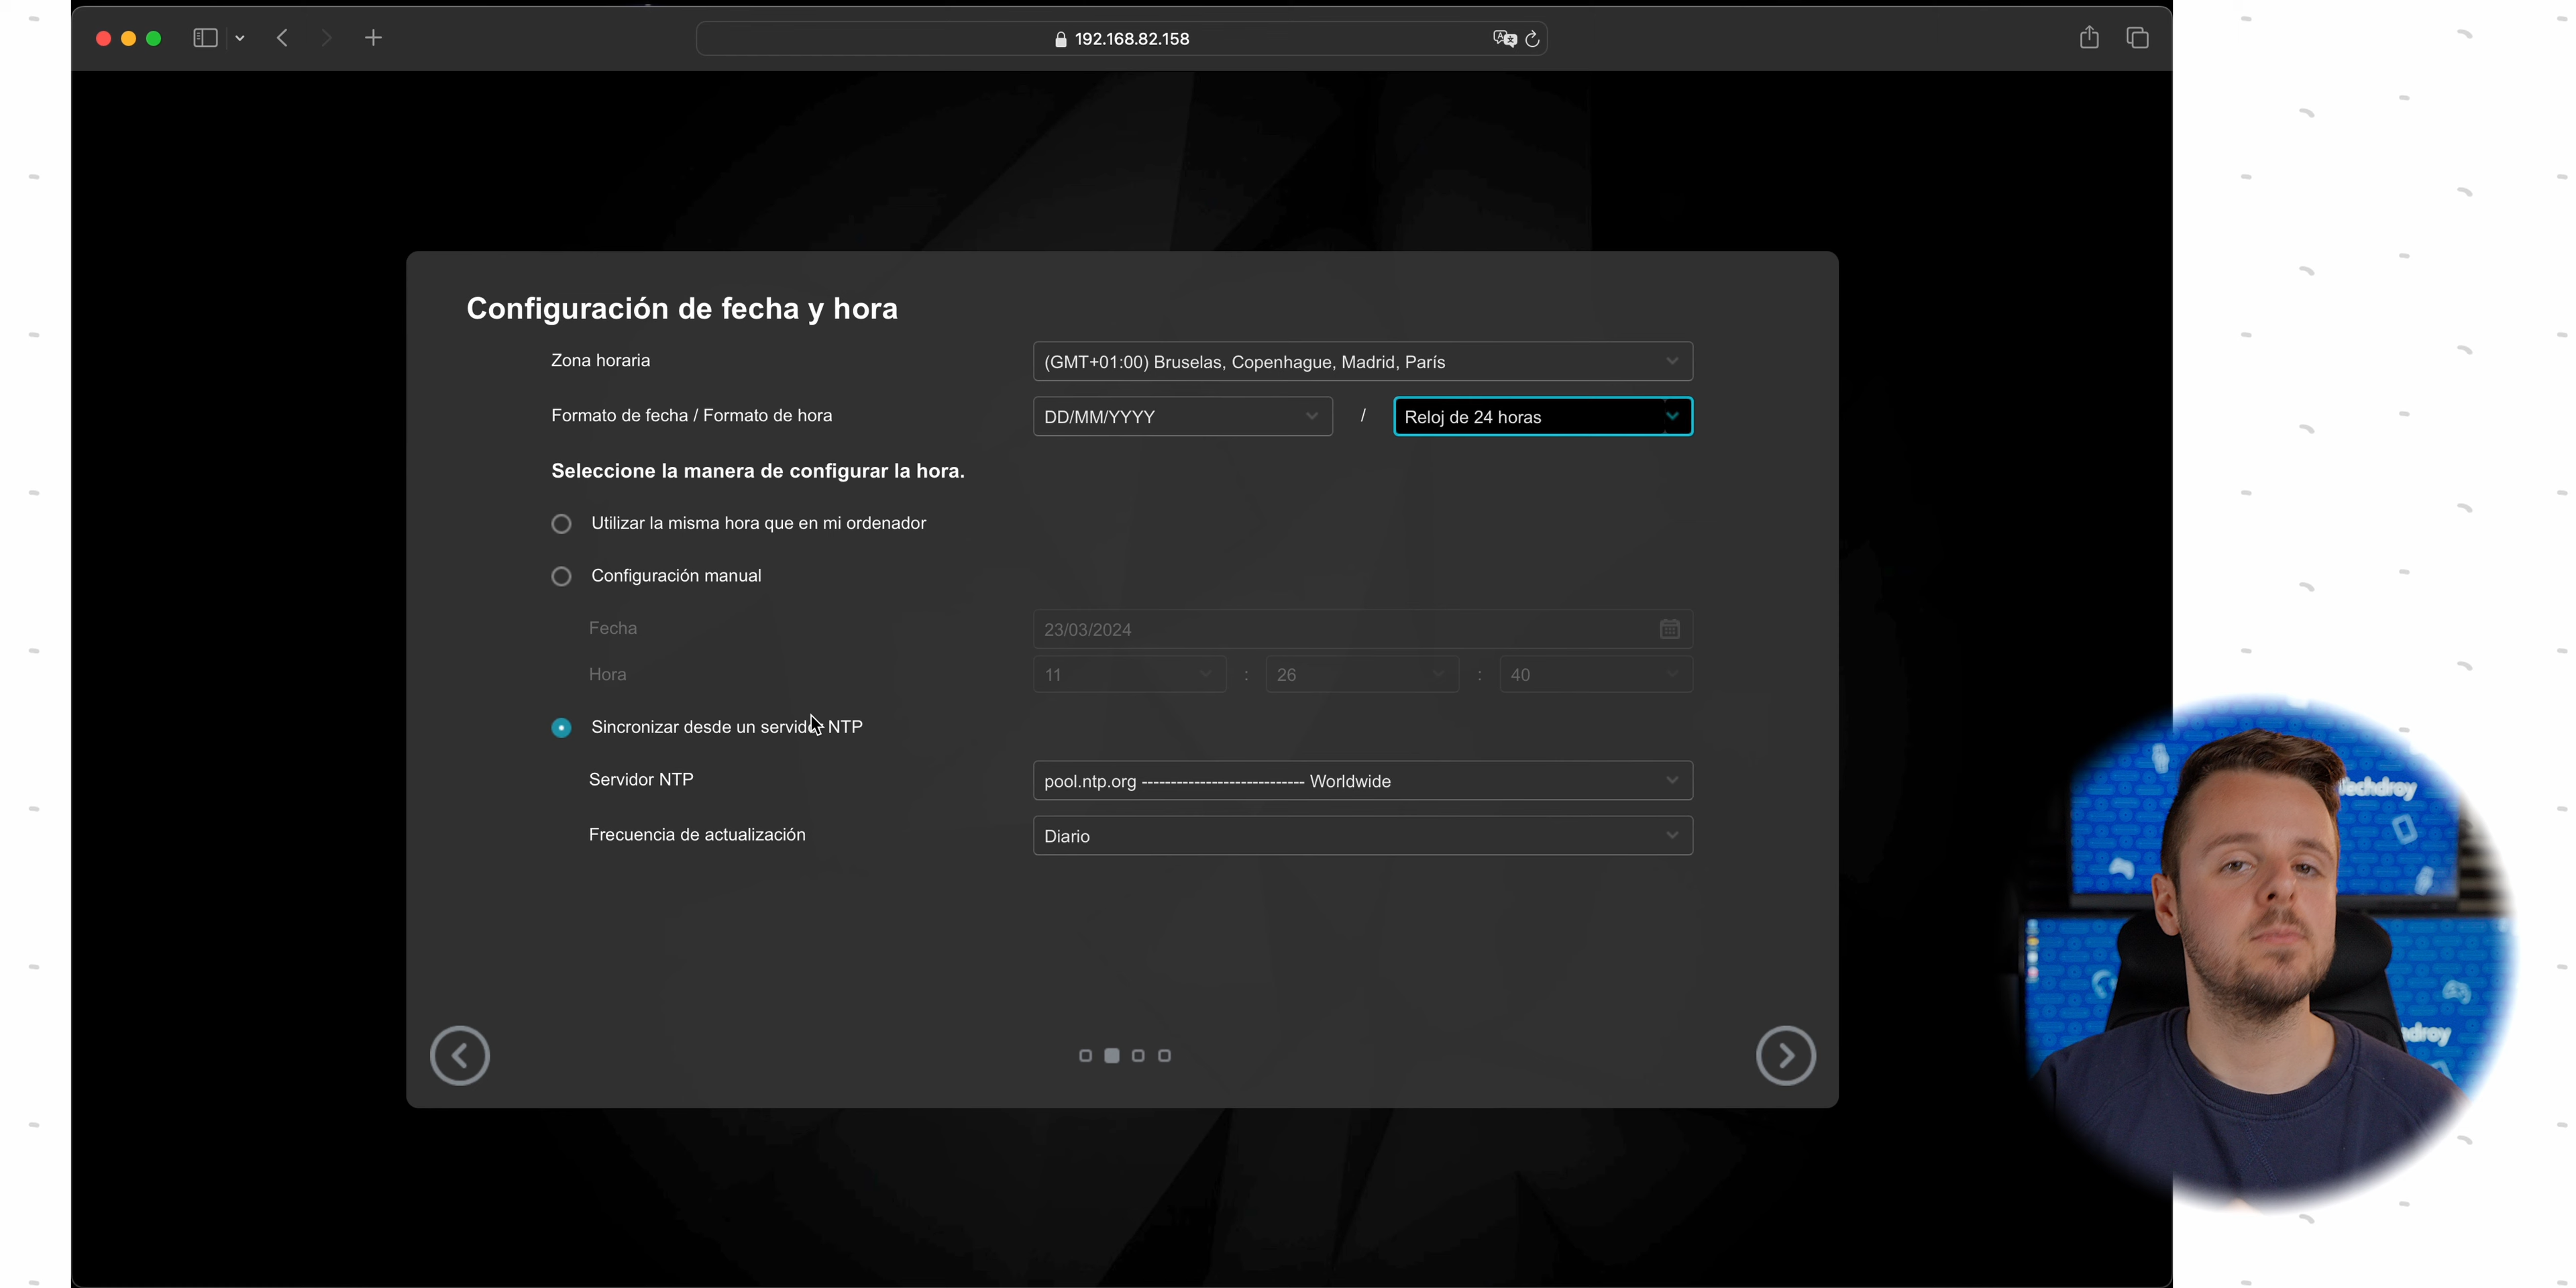 192.168.82.158
Configuración de fecha y hora
Zona horaria
(GMT+01:00) Bruselas, Copenhague, Madrid, París
Formato de fecha / Formato de hora
DD/MM/YYYY / Reloj de 24 horas
Seleccione la manera de configurar la hora.
Utilizar la misma hora que en mi ordenador
Configuración manual
Fecha
23/03/2024
Hora
11 : 26 : 40
Sincronizar desde un servidor NTP
Servidor NTP
pool.ntp.org ---------------------------- Worldwide
Frecuencia de actualización
Diario
techdroy